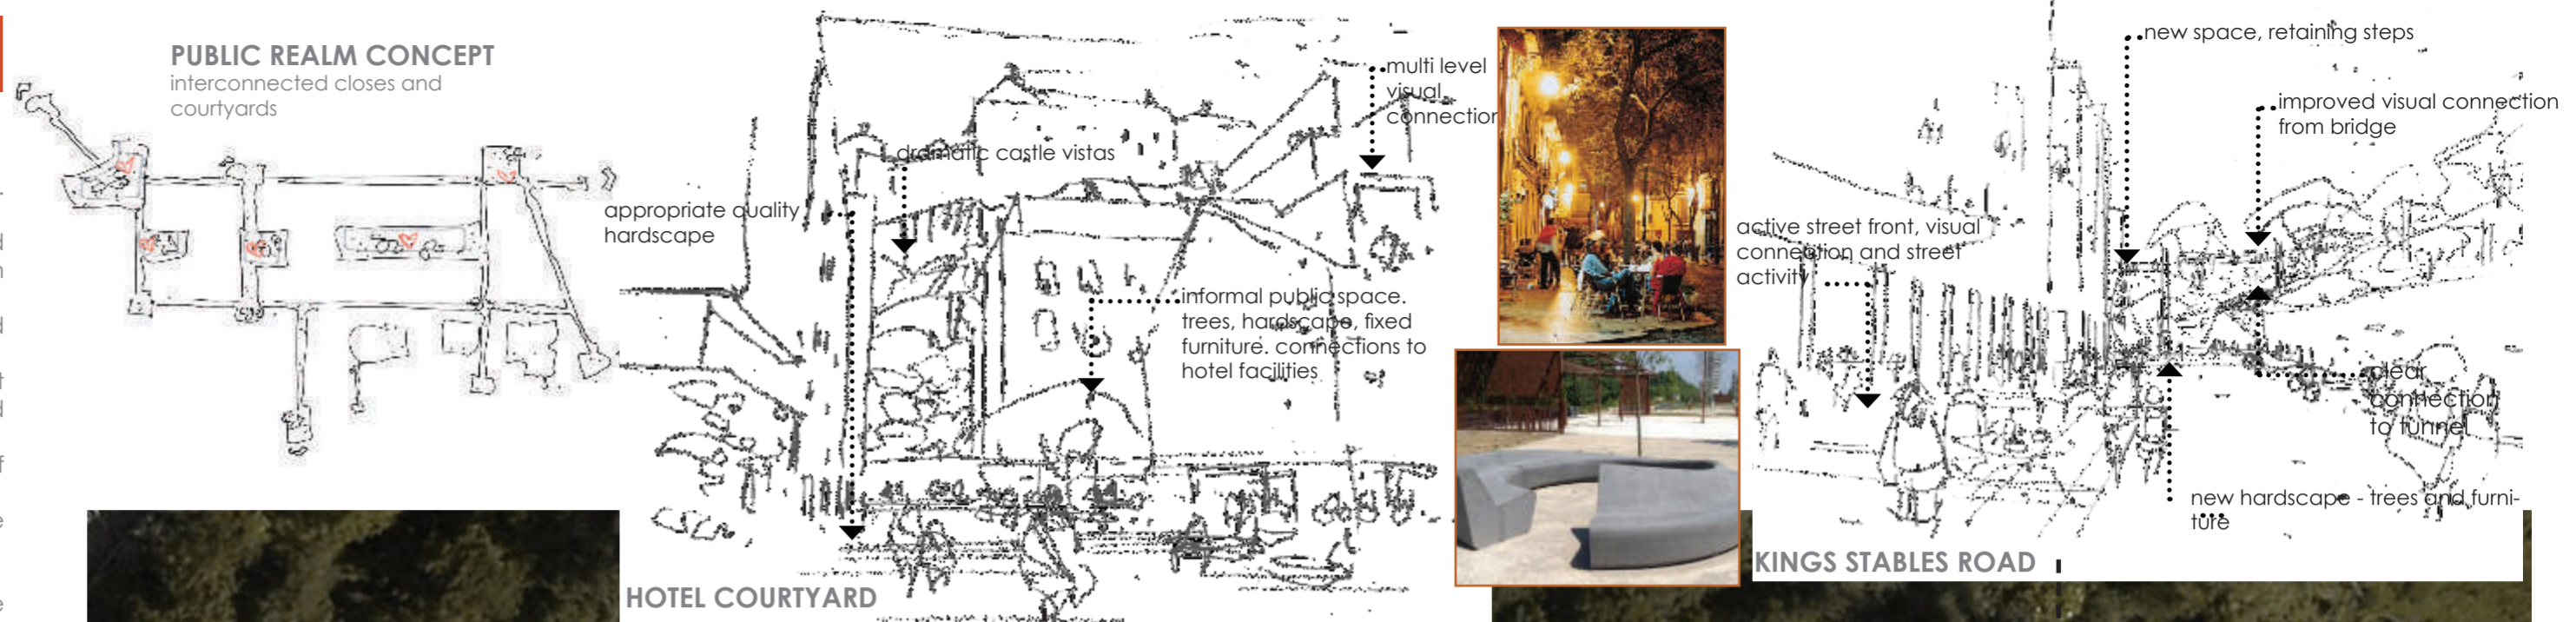 PUBLIC REALM CONCEPT
interconnected closes and
courtyards
dramatic castle vistas
appropriate quality
hardscape
multi level
visual
connection
informal public space.
trees, hardscape, fixed
furniture. connections to
hotel facilities
HOTEL COURTYARD
new space, retaining steps
improved visual connection
from bridge
active street front, visual
connection and street
activity
clear
connection
to tunnel
new hardscape - trees and furni-
ture
KINGS STABLES ROAD